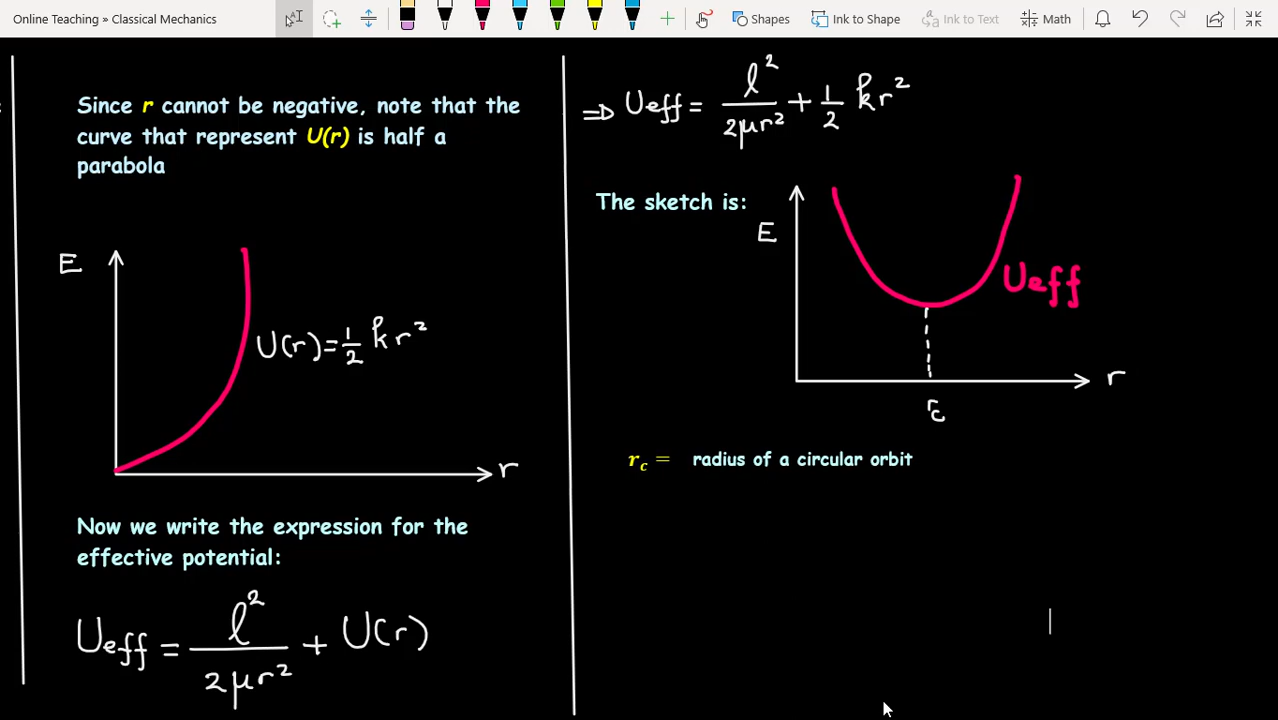 Online Teaching » Classical Mechanics
Shapes
Ink to Shape
Ink to Text
Math
Since r cannot be negative, note that the
curve that represent U(r) is half a
parabola
E
U(r)=½ kr²
r
Now we write the expression for the
effective potential:
Ueff = l²/2μr² + U(r)
⇒ Ueff = l²/2μr² + ½ kr²
The sketch is:
E
Ueff
r
rc
rc = radius of a circular orbit